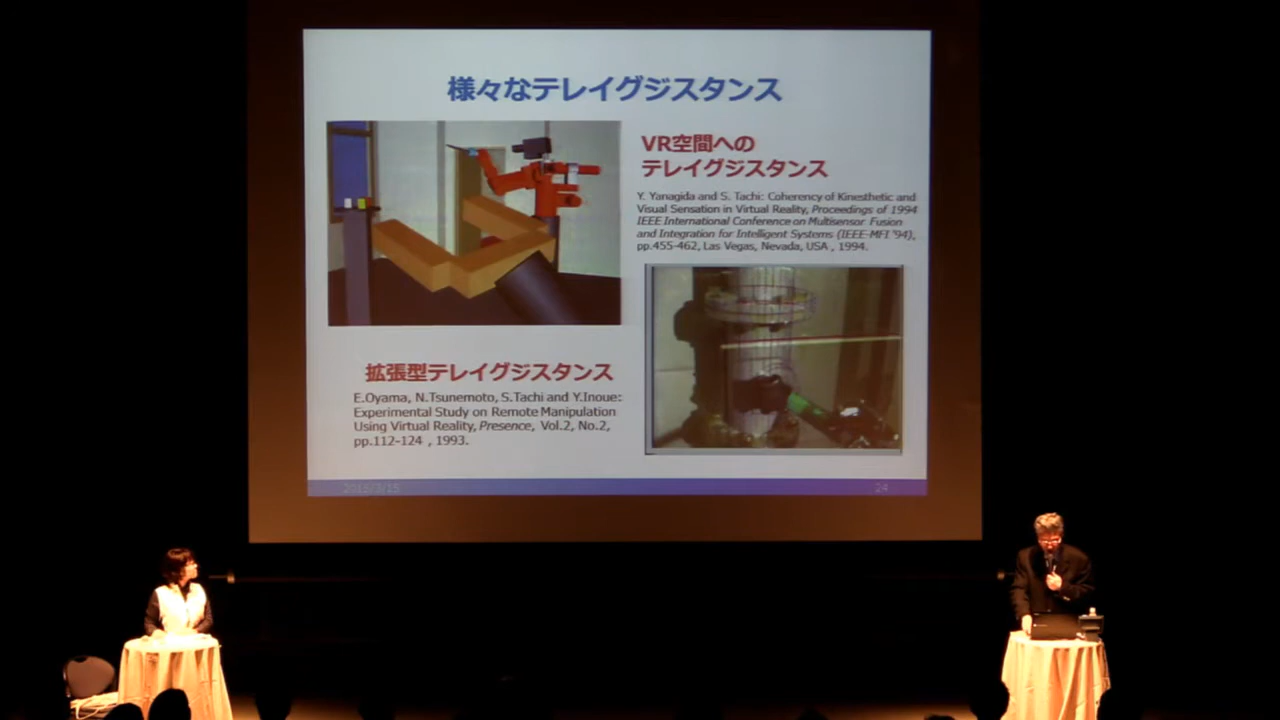 様々なテレイグジスタンス
VR空間への
テレイグジスタンス
Y. Yanagida and S. Tachi: Coherency of Kinesthetic and
Visual Sensation in Virtual Reality, Proceedings of 1994
IEEE International Conference on Multisensor Fusion
and Integration for Intelligent Systems (IEEE-MFI '94),
pp.455-462, Las Vegas, Nevada, USA , 1994.
拡張型テレイグジスタンス
E.Oyama, N.Tsunemoto, S.Tachi and Y.Inoue:
Experimental Study on Remote Manipulation
Using Virtual Reality, Presence, Vol.2, No.2,
pp.112-124 , 1993.
24